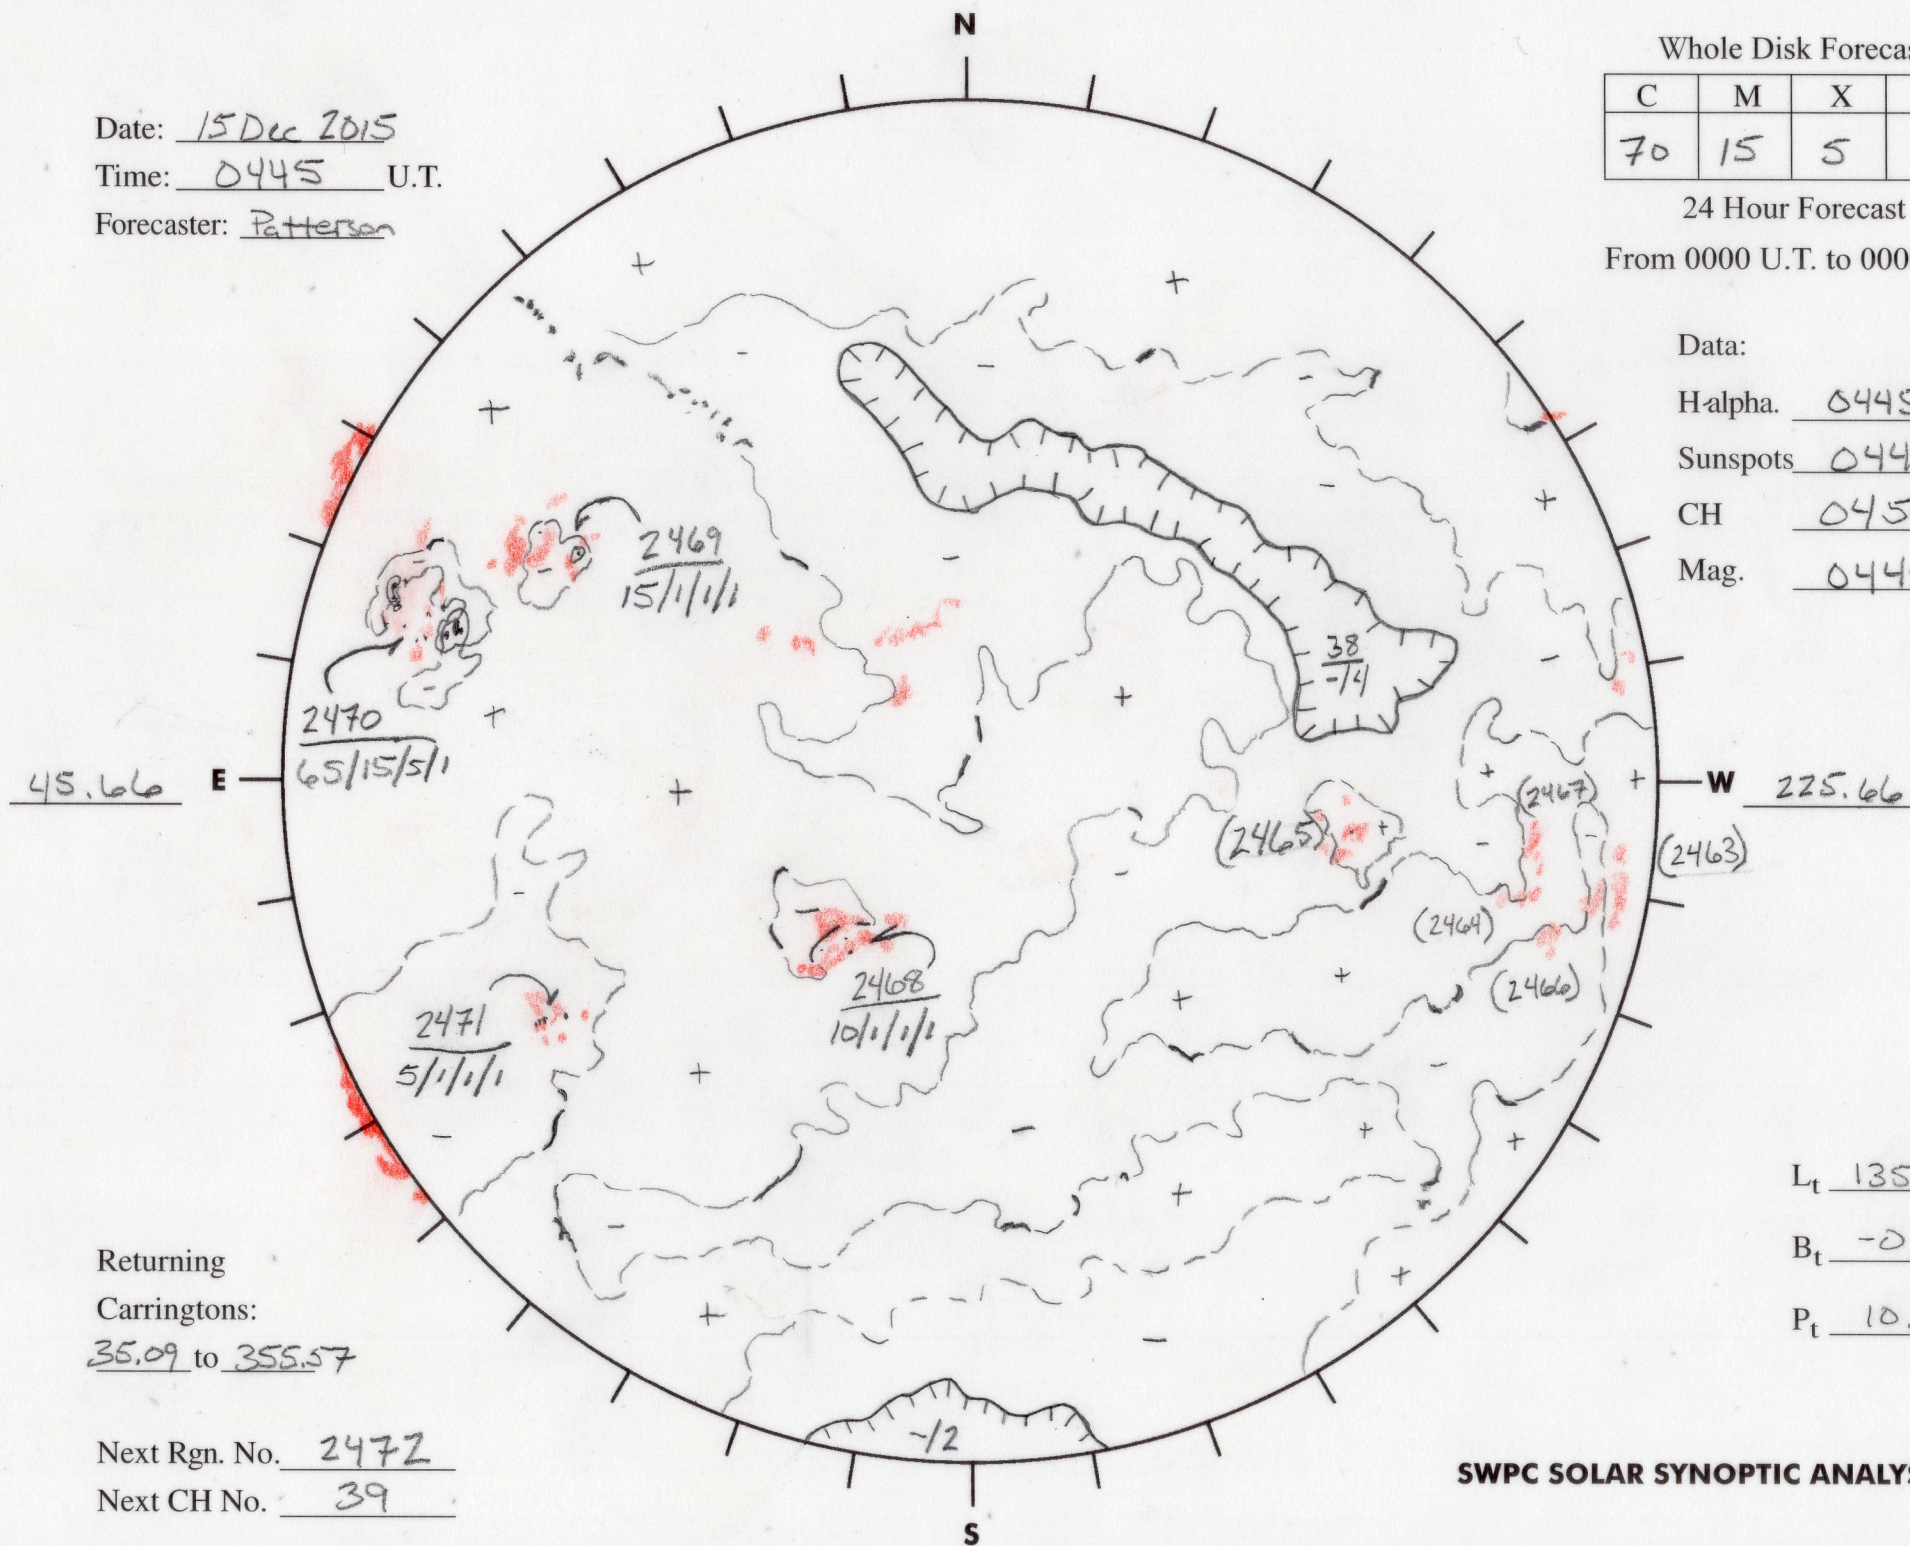 N
Whole Disk Forecas
C M X
70 15 5
24 Hour Forecast
From 0000 U.T. to 000
Date: 15 Dec 2015
Time: 0445 U.T.
Forecaster: Patterson
Data:
H-alpha. 0445
Sunspots 044
CH 045
Mag. 044
2469
15/1/1/1
2470
65/15/5/1
38
-/4
45.66 E
W 225.66
(2467)
(2465)
(2463)
(2464)
(2466)
2468
10/1/1/1
2471
5/1/1/1
Lt 135
Bt -0
Pt 10.
Returning
Carringtons:
35.09 to 355.57
-/2
Next Rgn. No. 2472
Next CH No. 39
SWPC SOLAR SYNOPTIC ANALYS
S